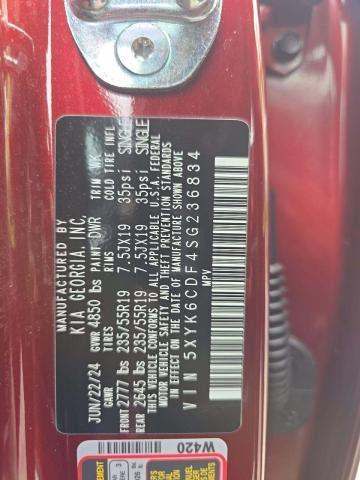 MANUFACTURED BY
KIA GEORGIA, INC.
JUN/22/24 GVWR 4850 lbs PAINT DWR TRIM WK
GAWR RIMS COLD TIRE INFL
FRONT 2777 lbs 235/55R19 7.5JX19 35psi SINGLE
REAR 2645 lbs 235/55R19 7.5JX19 35psi SINGLE
THIS VEHICLE CONFORMS TO ALL APPLICABLE U.S.A. FEDERAL
MOTOR VEHICLE SAFETY, BUMPER, AND THEFT PREVENTION STANDARDS
IN EFFECT ON THE DATE OF MANUFACTURE SHOWN ABOVE
VIN 5XYK6CDF4SG236834
MPV
W420